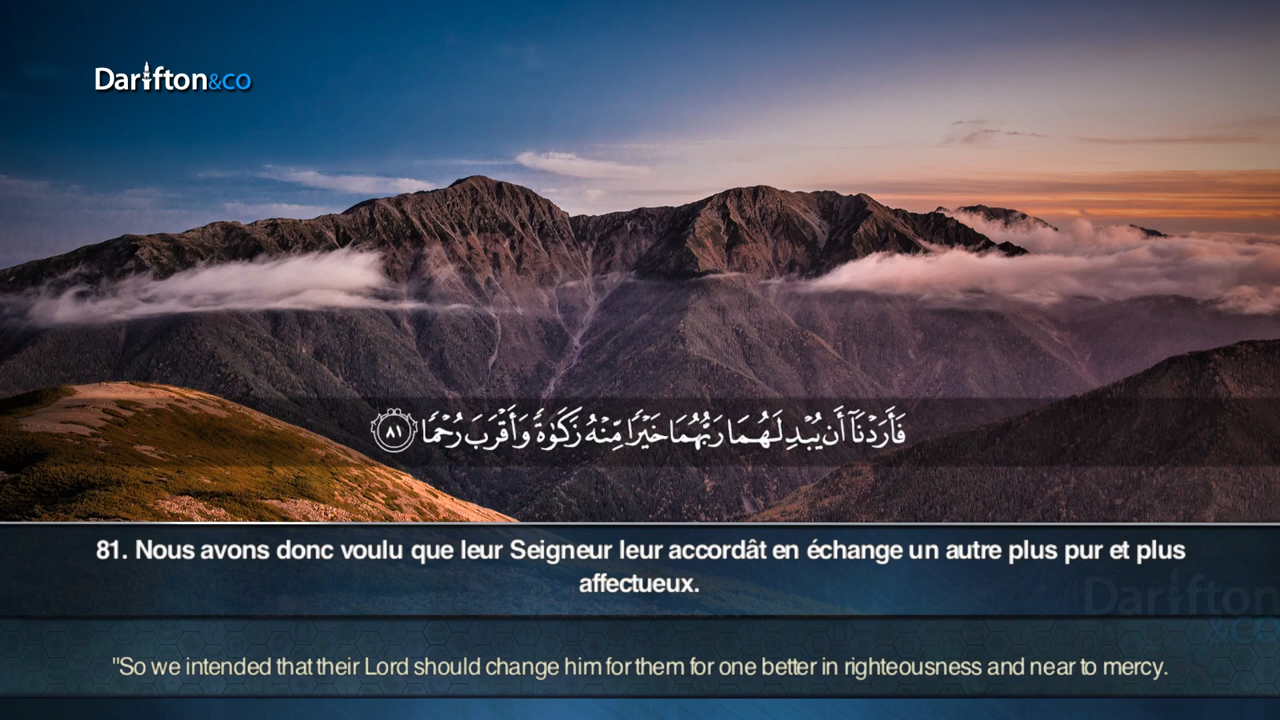 Darifton&co
فَأَرَدْنَآ أَن يُبْدِلَهُمَا رَبُّهُمَا خَيْرًا مِّنْهُ زَكَوٰةً وَأَقْرَبَ رُحْمًا ٨١
81. Nous avons donc voulu que leur Seigneur leur accordât en échange un autre plus pur et plus
affectueux.
Darifton
&co
"So we intended that their Lord should change him for them for one better in righteousness and near to mercy.